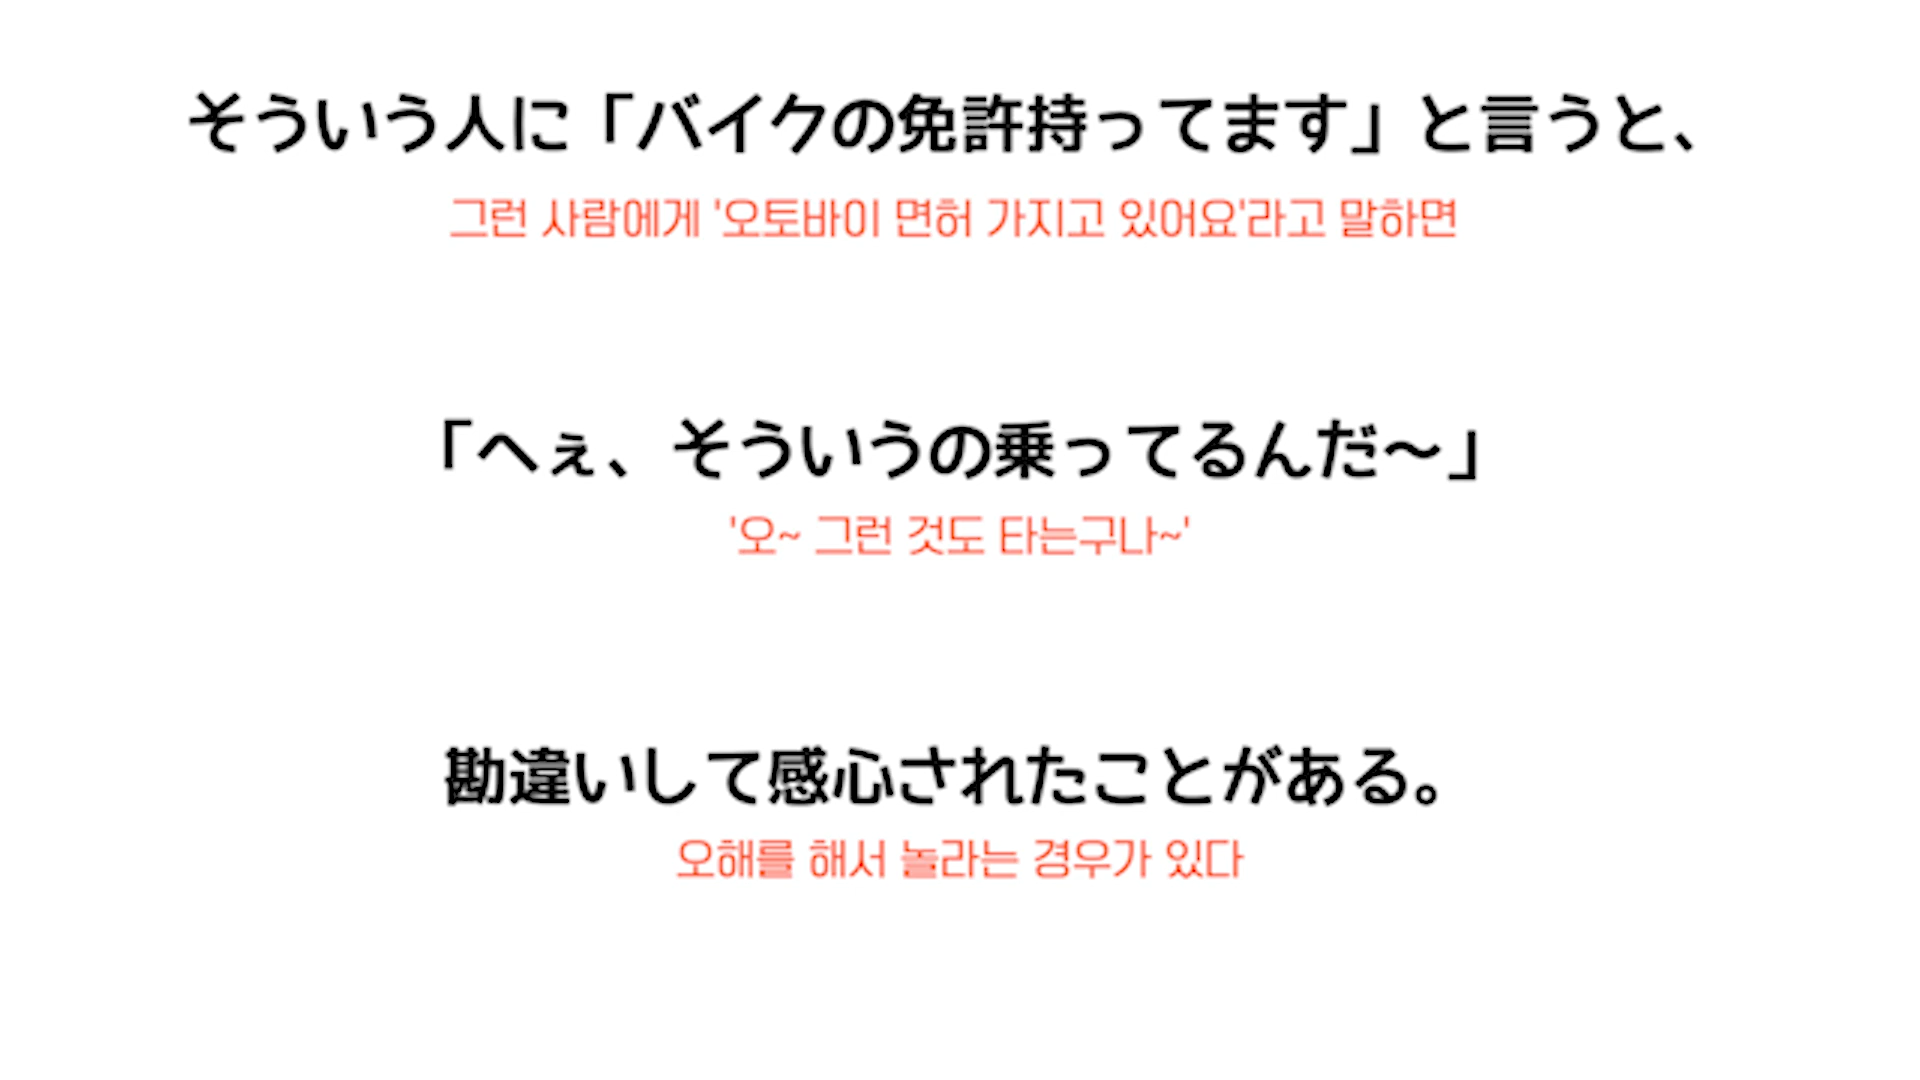 そういう人に「バイクの免許持ってます」と言うと、
그런 사람에게 '오토바이 면허 가지고 있어요'라고 말하면
「へぇ、そういうの乗ってるんだ〜」
'오~ 그런 것도 타는구나~'
勘違いして感心されたことがある。
오해를 해서 놀라는 경우가 있다